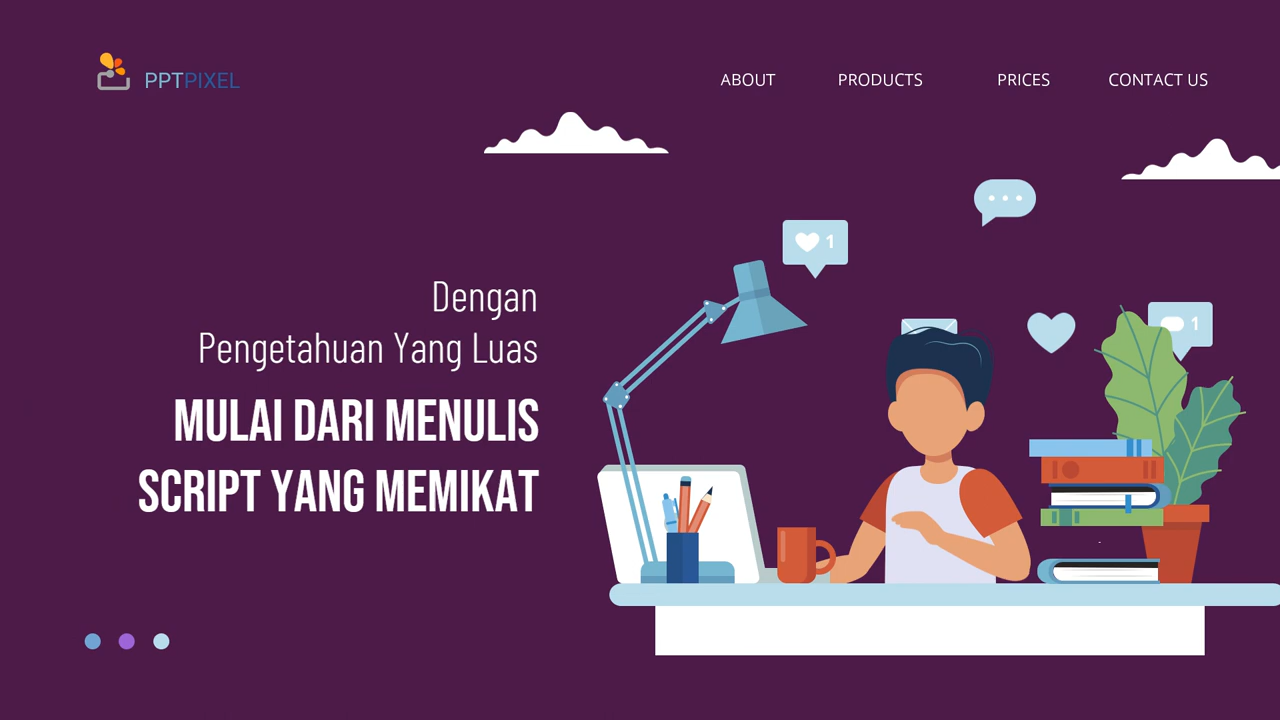 PPTPIXEL
ABOUT PRODUCTS PRICES CONTACT US
1
Dengan
Pengetahuan Yang Luas
1
MULAI DARI MENULIS
SCRIPT YANG MEMIKAT